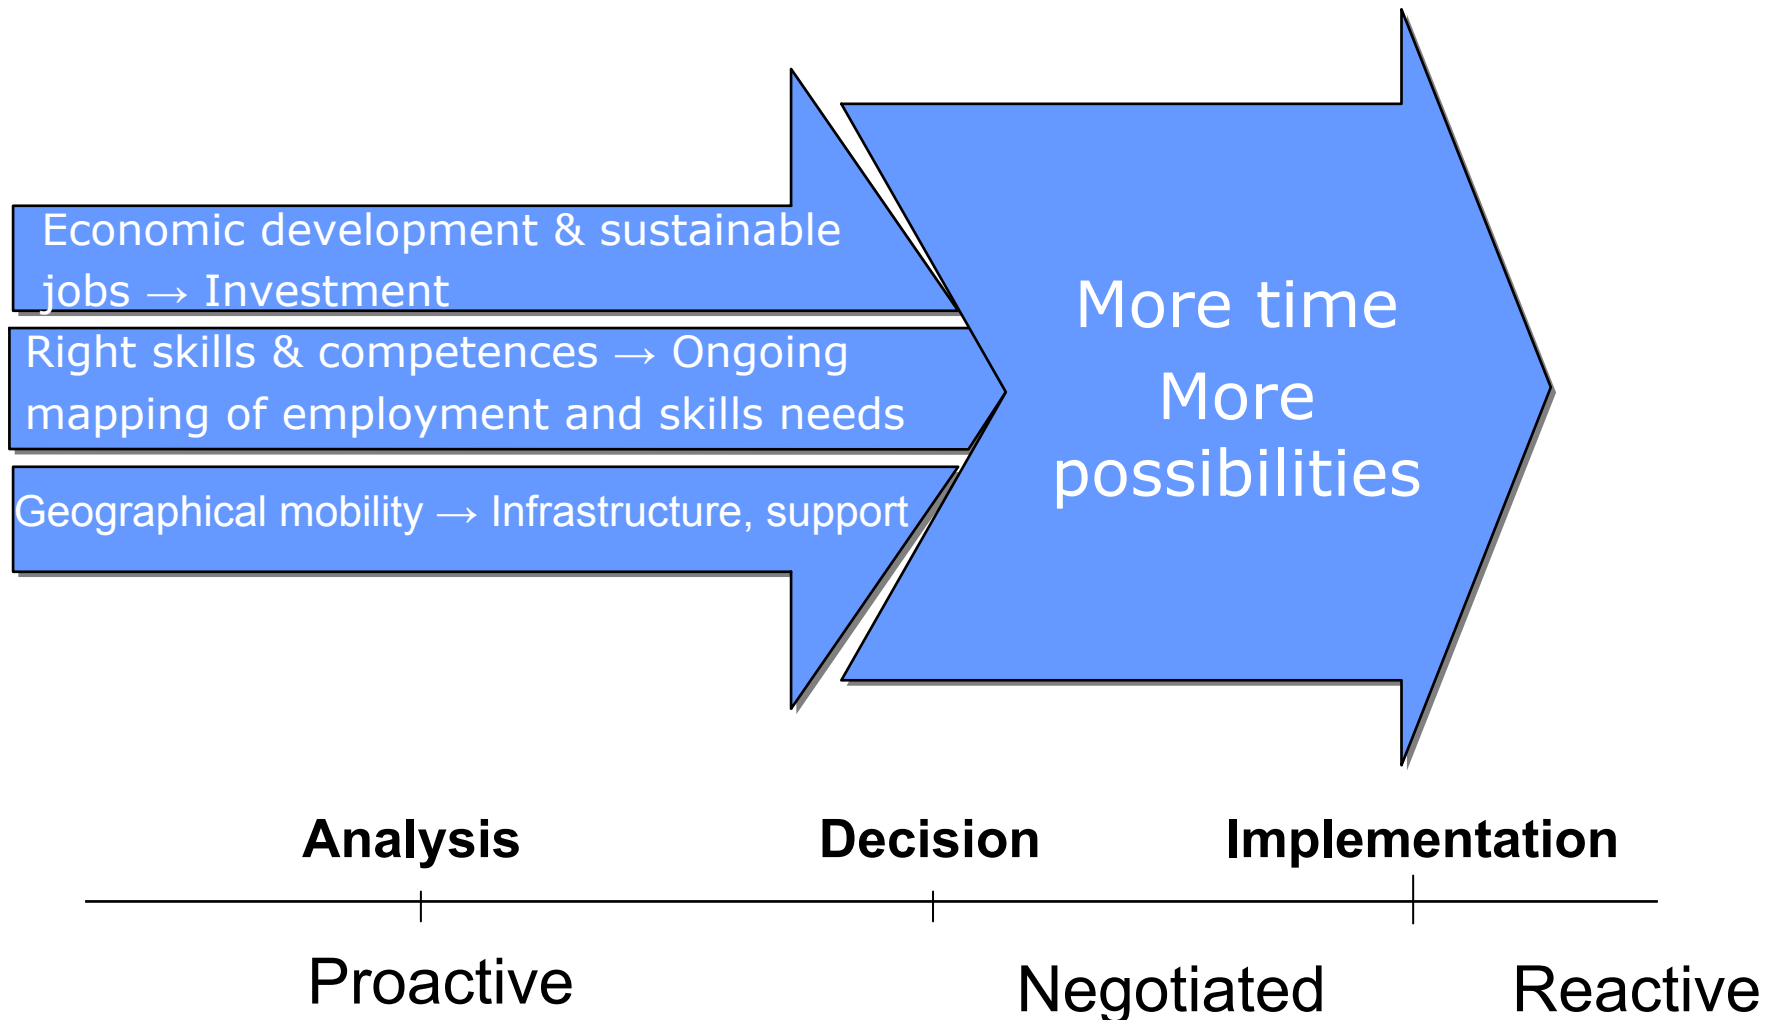 Economic development & sustainable
jobs → Investment
Right skills & competences → Ongoing
mapping of employment and skills needs
Geographical mobility → Infrastructure, support
More time
More
possibilities
Analysis Decision Implementation
Proactive Negotiated Reactive